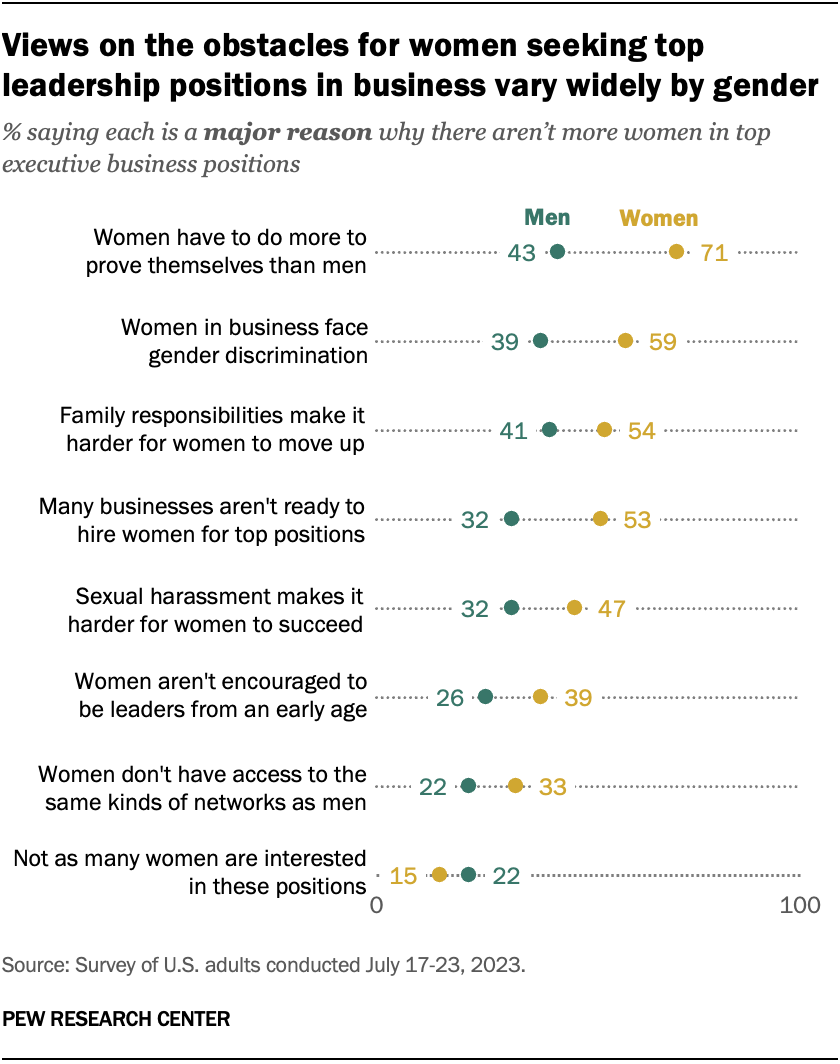 Views on the obstacles for women seeking top
leadership positions in business vary widely by gender
% saying each is a major reason why there aren't more women in top
executive business positions
Men Women
Women have to do more to
prove themselves than men
43 71
Women in business face
gender discrimination
39 59
Family responsibilities make it
harder for women to move up
41 54
Many businesses aren't ready to
hire women for top positions
32 53
Sexual harassment makes it
harder for women to succeed
32 47
Women aren't encouraged to
be leaders from an early age
26 39
Women don't have access to the
same kinds of networks as men
22 33
Not as many women are interested
in these positions
15 22
0 100
Source: Survey of U.S. adults conducted July 17-23, 2023.
PEW RESEARCH CENTER